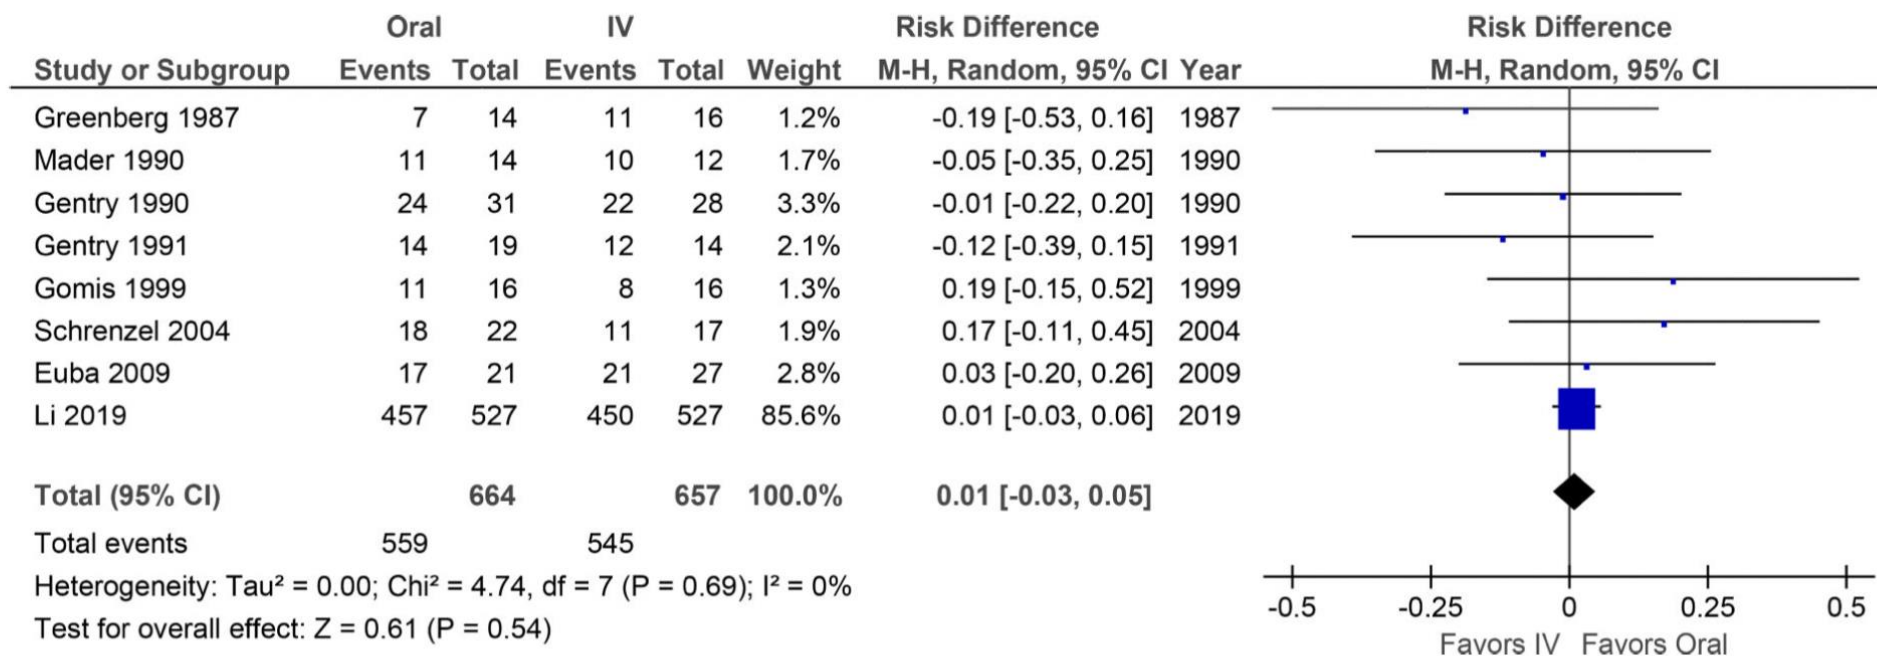 Oral IV Risk Difference Risk Difference
Study or Subgroup Events Total Events Total Weight M-H, Random, 95% CI Year M-H, Random, 95% CI
Greenberg 1987 7 14 11 16 1.2% -0.19 [-0.53, 0.16] 1987
Mader 1990 11 14 10 12 1.7% -0.05 [-0.35, 0.25] 1990
Gentry 1990 24 31 22 28 3.3% -0.01 [-0.22, 0.20] 1990
Gentry 1991 14 19 12 14 2.1% -0.12 [-0.39, 0.15] 1991
Gomis 1999 11 16 8 16 1.3% 0.19 [-0.15, 0.52] 1999
Schrenzel 2004 18 22 11 17 1.9% 0.17 [-0.11, 0.45] 2004
Euba 2009 17 21 21 27 2.8% 0.03 [-0.20, 0.26] 2009
Li 2019 457 527 450 527 85.6% 0.01 [-0.03, 0.06] 2019
Total (95% CI) 664 657 100.0% 0.01 [-0.03, 0.05]
Total events 559 545
Heterogeneity: Tau² = 0.00; Chi² = 4.74, df = 7 (P = 0.69); I² = 0%
Test for overall effect: Z = 0.61 (P = 0.54)
-0.5 -0.25 0 0.25 0.5
Favors IV Favors Oral